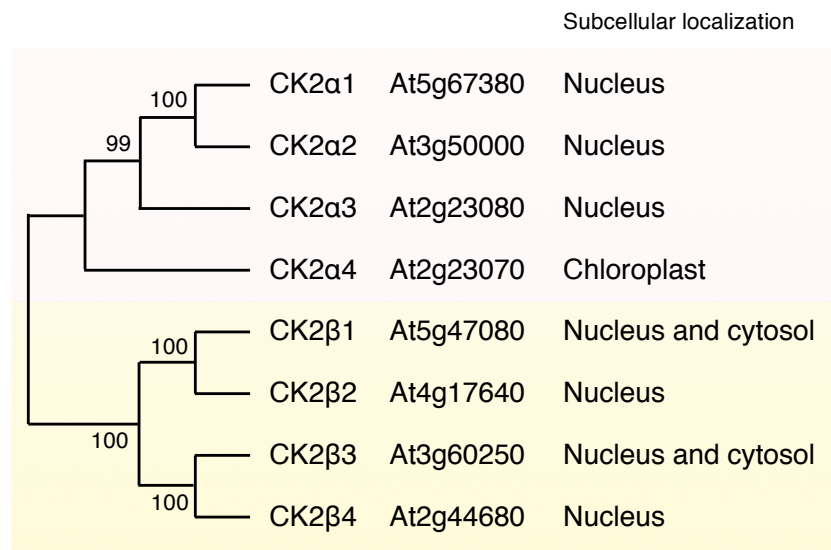 Subcellular localization
100
CK2α1 At5g67380 Nucleus
99
CK2α2 At3g50000 Nucleus
CK2α3 At2g23080 Nucleus
CK2α4 At2g23070 Chloroplast
CK2β1 At5g47080 Nucleus and cytosol
100
CK2β2 At4g17640 Nucleus
100
CK2β3 At3g60250 Nucleus and cytosol
100
CK2β4 At2g44680 Nucleus